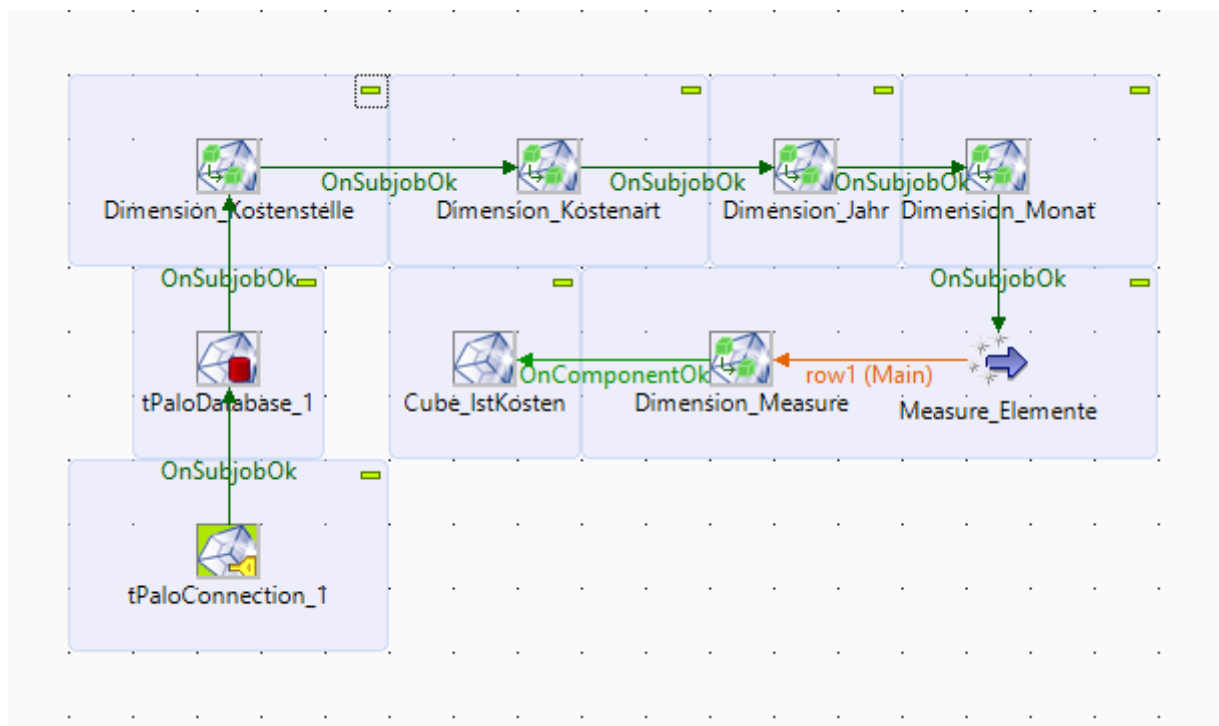 OnSubjobOk OnSubjobOk OnSubjobOk
Dimension_Kostenstelle Dimension_Kostenart Dimension_Jahr Dimension_Monat
OnSubjobOk OnSubjobOk
OnComponentOk row1 (Main)
tPaloDatabase_1 Cube_IstKosten Dimension_Measure Measure_Elemente
OnSubjobOk
tPaloConnection_1